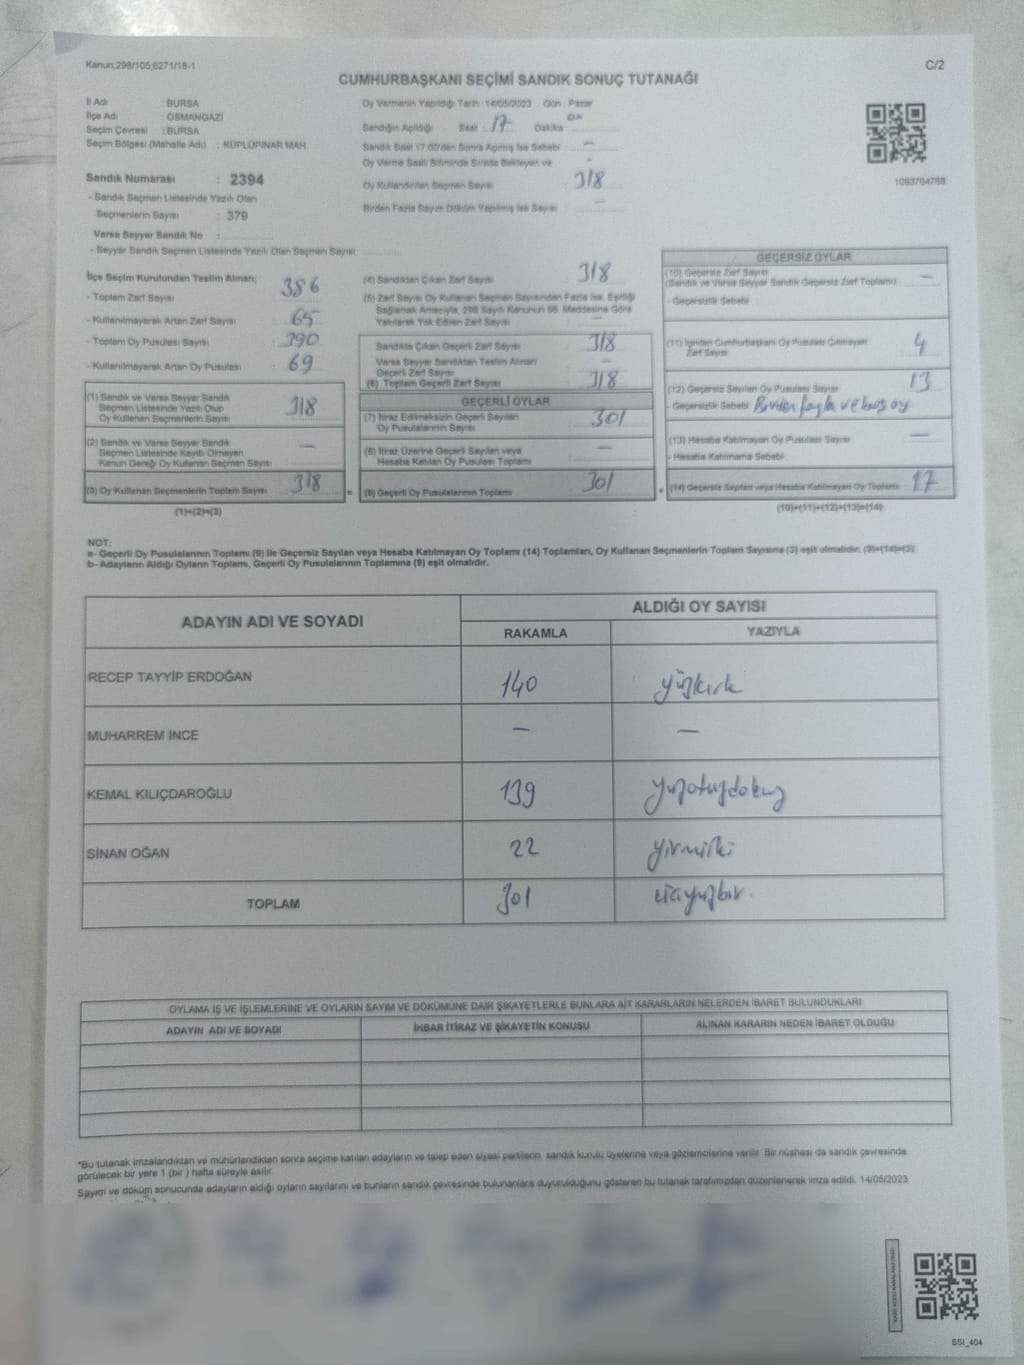 Kanun;298/105;6271/18-1
C/2
CUMHURBAŞKANI SEÇİMİ SANDIK SONUÇ TUTANAĞI
İl Adı : BURSA
İlçe Adı : OSMANGAZİ
Seçim Çevresi : BURSA
Seçim Bölgesi (Mahalle Adı) : KÜPLÜPINAR MAH.
Sandık Numarası : 2394
- Sandık Seçmen Listesinde Yazılı Olan
Seçmenlerin Sayısı : 379
Varsa Seyyar Sandık No :
- Seyyar Sandık Seçmen Listesinde Yazılı Olan Seçmen Sayısı:
Oy Vermenin Yapıldığı Tarih :14/05/2023 Gün : Pazar
Sandığın Açıldığı Saat : 17 Dakika :
Sandık Saat 17:00'den Sonra Açılmış İse Sebebi : —
Oy Verme Saati Bitiminde Sırada Bekleyen ve —
Oy Kullandırılan Seçmen Sayısı : 318
Birden Fazla Sayım Döküm Yapılmış İse Sayısı : —
1093784768
İlçe Seçim Kurulundan Teslim Alınan;
- Toplam Zarf Sayısı : 386
- Kullanılmayarak Artan Zarf Sayısı : 65
- Toplam Oy Pusulası Sayısı : 390
- Kullanılmayarak Artan Oy Pusulası : 69
(1) Sandık ve Varsa Seyyar Sandık
Seçmen Listesinde Yazılı Olup
Oy Kullanan Seçmenlerin Sayısı : 318
(2) Sandık ve Varsa Seyyar Sandık
Seçmen Listesinde Kayıtlı Olmayan
Kanun Gereği Oy Kullanan Seçmen Sayısı : —
(3) Oy Kullanan Seçmenlerin Toplam Sayısı : 318
(1)+(2)=(3)
(4) Sandıktan Çıkan Zarf Sayısı : 318
(5) Zarf Sayısı Oy Kullanan Seçmen Sayısından Fazla İse, Eşitliği
Sağlamak Amacıyla, 298 Sayılı Kanunun 98. Maddesine Göre
Yakılarak Yok Edilen Zarf Sayısı : —
Sandıkta Çıkan Geçerli Zarf Sayısı : 318
Varsa Seyyar Sandıktan Teslim Alınan
Geçerli Zarf Sayısı : —
(6) Toplam Geçerli Zarf Sayısı : 318
GEÇERLİ OYLAR
(7) İtiraz Edilmeksizin Geçerli Sayılan
Oy Pusulalarının Sayısı : 301
(8) İtiraz Üzerine Geçerli Sayılan veya
Hesaba Katılan Oy Pusulası Toplamı : —
(9) Geçerli Oy Pusulalarının Toplamı : 301
GEÇERSİZ OYLAR
(10) Geçersiz Zarf Sayısı
(Sandık ve Varsa Seyyar Sandık Geçersiz Zarf Toplamı) : —
- Geçersizlik Sebebi :
(11) İçinden Cumhurbaşkanı Oy Pusulası Çıkmayan
Zarf Sayısı : 4
(12) Geçersiz Sayılan Oy Pusulası Sayısı : 13
- Geçersizlik Sebebi : Birden fazla ve boş oy
(13) Hesaba Katılmayan Oy Pusulası Sayısı : —
- Hesaba Katılmama Sebebi :
(14) Geçersiz Sayılan veya Hesaba Katılmayan Oy Toplamı : 17
(10)+(11)+(12)+(13)=(14)
NOT:
a- Geçerli Oy Pusulalarının Toplamı (9) ile Geçersiz Sayılan veya Hesaba Katılmayan Oy Toplamı (14) Toplamları, Oy Kullanan Seçmenlerin Toplam Sayısına (3) eşit olmalıdır. (9)+(14)=(3)
b- Adayların Aldığı Oyların Toplamı, Geçerli Oy Pusulalarının Toplamına (9) eşit olmalıdır.
ADAYIN ADI VE SOYADI
ALDIĞI OY SAYISI
RAKAMLA YAZIYLA
RECEP TAYYİP ERDOĞAN 140 yüzkırk
MUHARREM İNCE — —
KEMAL KILIÇDAROĞLU 139 yüzotuzdokuz
SİNAN OĞAN 22 yirmiiki
TOPLAM 301 üçyüzbir.
OYLAMA İŞ VE İŞLEMLERİNE VE OYLARIN SAYIM VE DÖKÜMÜNE DAİR ŞİKAYETLERLE BUNLARA AİT KARARLARIN NELERDEN İBARET BULUNDUKLARI
ADAYIN ADI VE SOYADI İHBAR İTİRAZ VE ŞİKAYETİN KONUSU ALINAN KARARIN NEDEN İBARET OLDUĞU
*Bu tutanak imzalandıktan ve mühürlendikten sonra seçime katılan adayların ve talep eden siyasi partilerin sandık kurulu üyelerine veya gözlemcilerine verilir. Bir nüshası da sandık çevresinde
görülecek bir yere 1 (bir ) hafta süreyle asılır.
Sayım ve döküm sonucunda adayların aldığı oyların sayılarını ve bunların sandık çevresinde bulunanlara duyurulduğunu gösteren bu tutanak tarafımızdan düzenlenerek imza edildi. 14/05/2023
SSI_404